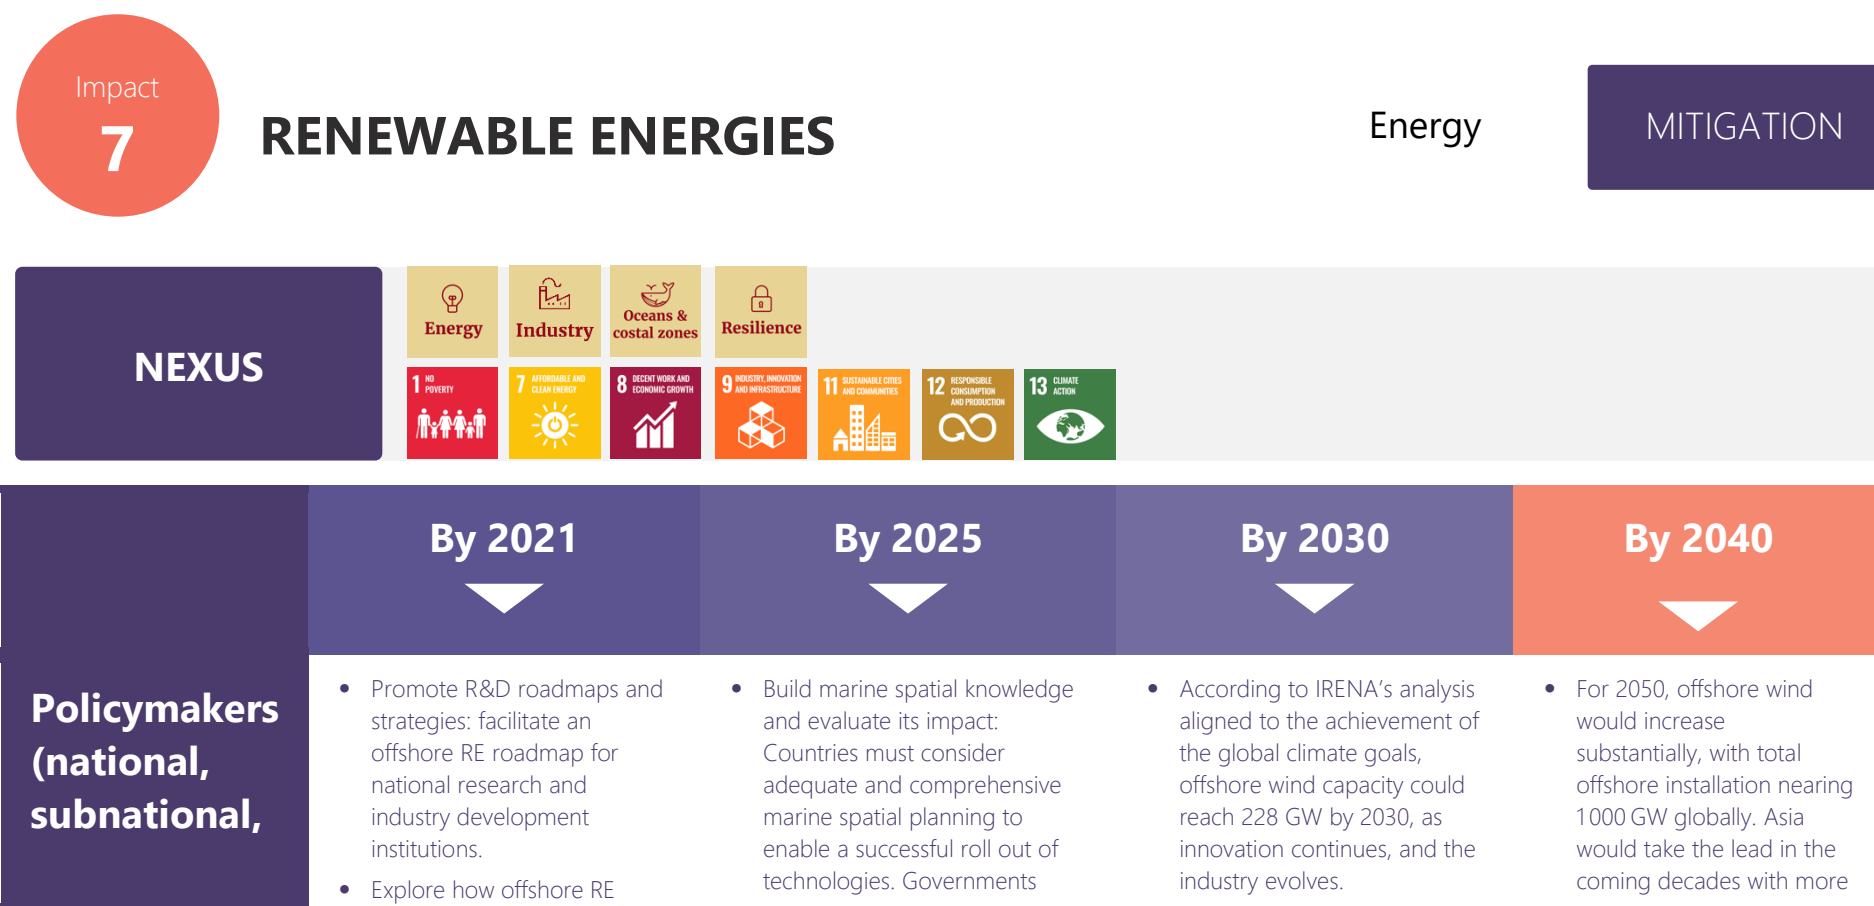 Impact
7
RENEWABLE ENERGIES
Energy
MITIGATION
NEXUS
Energy
Industry
Oceans &
costal zones
Resilience
1 NO
POVERTY
7 AFFORDABLE AND
CLEAN ENERGY
8 DECENT WORK AND
ECONOMIC GROWTH
9 INDUSTRY, INNOVATION
AND INFRASTRUCTURE
11 SUSTAINABLE CITIES
AND COMMUNITIES
12 RESPONSIBLE
CONSUMPTION
AND PRODUCTION
13 CLIMATE
ACTION
By 2021
By 2025
By 2030
By 2040
Policymakers
(national,
subnational,
• Promote R&D roadmaps and
strategies: facilitate an
offshore RE roadmap for
national research and
industry development
institutions.
• Explore how offshore RE
• Build marine spatial knowledge
and evaluate its impact:
Countries must consider
adequate and comprehensive
marine spatial planning to
enable a successful roll out of
technologies. Governments
• According to IRENA’s analysis
aligned to the achievement of
the global climate goals,
offshore wind capacity could
reach 228 GW by 2030, as
innovation continues, and the
industry evolves.
• For 2050, offshore wind
would increase
substantially, with total
offshore installation nearing
1000 GW globally. Asia
would take the lead in the
coming decades with more